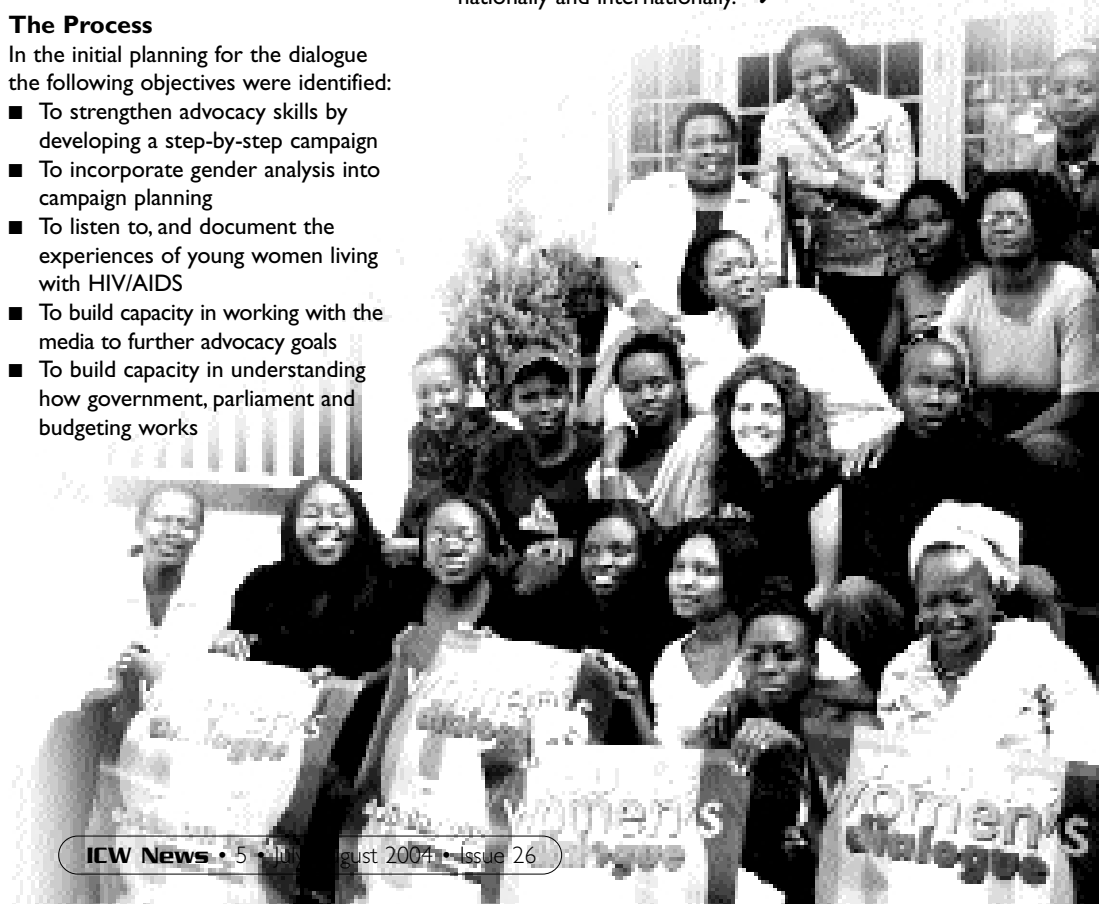 nationally and internationally.
The Process
In the initial planning for the dialogue
the following objectives were identified:
■ To strengthen advocacy skills by
developing a step-by-step campaign
■ To incorporate gender analysis into
campaign planning
■ To listen to, and document the
experiences of young women living
with HIV/AIDS
■ To build capacity in working with the
media to further advocacy goals
■ To build capacity in understanding
how government, parliament and
budgeting works
dialogue
women's
women's
dialogue
ICW News • 5 • July August 2004 • Issue 26